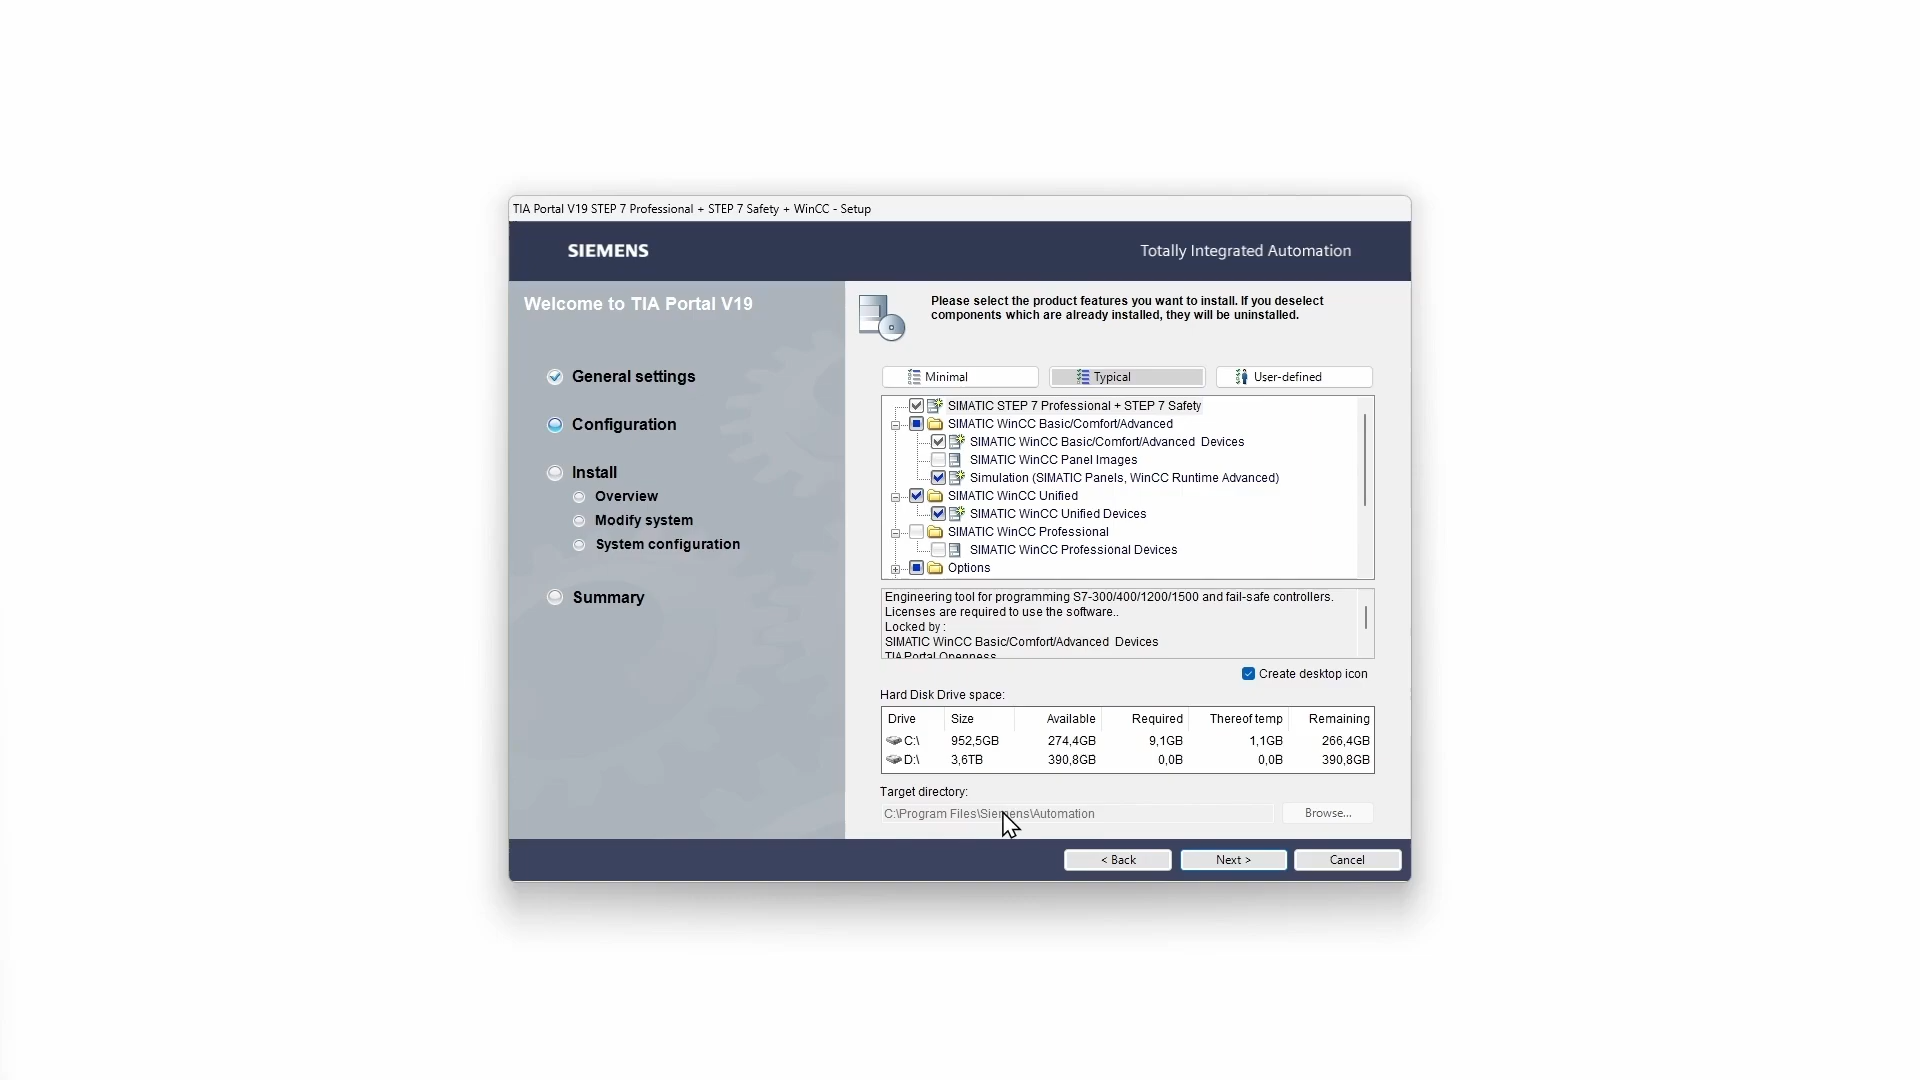 TIA Portal V19 STEP 7 Professional + STEP 7 Safety + WinCC - Setup
SIEMENS
Totally Integrated Automation
Welcome to TIA Portal V19
General settings
Configuration
Install
Overview
Modify system
System configuration
Summary
Please select the product features you want to install. If you deselect
components which are already installed, they will be uninstalled.
Minimal
Typical
User-defined
SIMATIC STEP 7 Professional + STEP 7 Safety
SIMATIC WinCC Basic/Comfort/Advanced
SIMATIC WinCC Basic/Comfort/Advanced Devices
SIMATIC WinCC Panel Images
Simulation (SIMATIC Panels, WinCC Runtime Advanced)
SIMATIC WinCC Unified
SIMATIC WinCC Unified Devices
SIMATIC WinCC Professional
SIMATIC WinCC Professional Devices
Options
Engineering tool for programming S7-300/400/1200/1500 and fail-safe controllers.
Licenses are required to use the software..
Locked by :
SIMATIC WinCC Basic/Comfort/Advanced Devices
TIA Portal Openness
Create desktop icon
Hard Disk Drive space:
Drive Size Available Required Thereof temp Remaining
C:\ 952,5GB 274,4GB 9,1GB 1,1GB 266,4GB
D:\ 3,6TB 390,8GB 0,0B 0,0B 390,8GB
Target directory:
C:\Program Files\Siemens\Automation
Browse...
< Back
Next >
Cancel